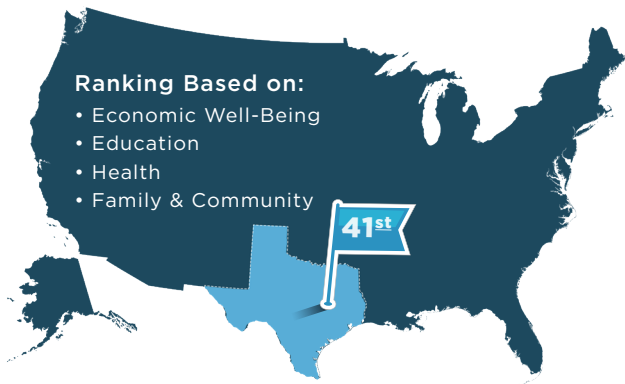 Ranking Based on:
• Economic Well-Being
• Education
• Health
• Family & Community
41st